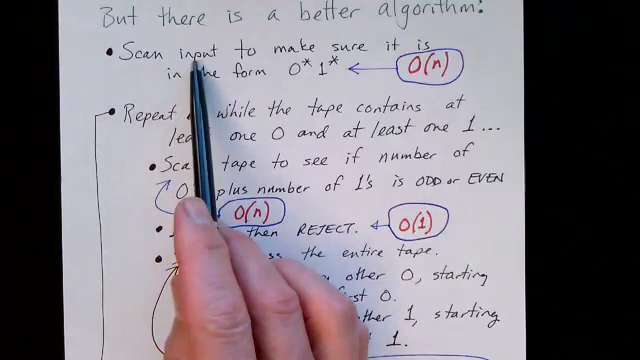 But there is a better algorithm:
• Scan input to make sure it is
in the form 0* 1* O(n)
Repeat while the tape contains at
least one 0 and at least one 1...
• Scan tape to see if number of
plus number of 1's is ODD or EVEN
O(n)
then REJECT. O(1)
the entire tape.
other 0, starting
first 0.
other 1, starting
1.